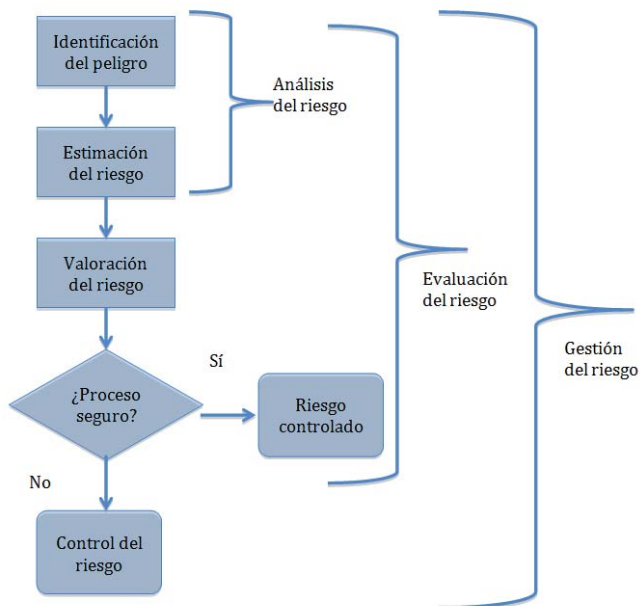 Identificación
del peligro
Análisis
del riesgo
Estimación
del riesgo
Valoración
del riesgo
Evaluación
del riesgo
Gestión
del riesgo
Sí
¿Proceso
seguro?
Riesgo
controlado
No
Control del
riesgo